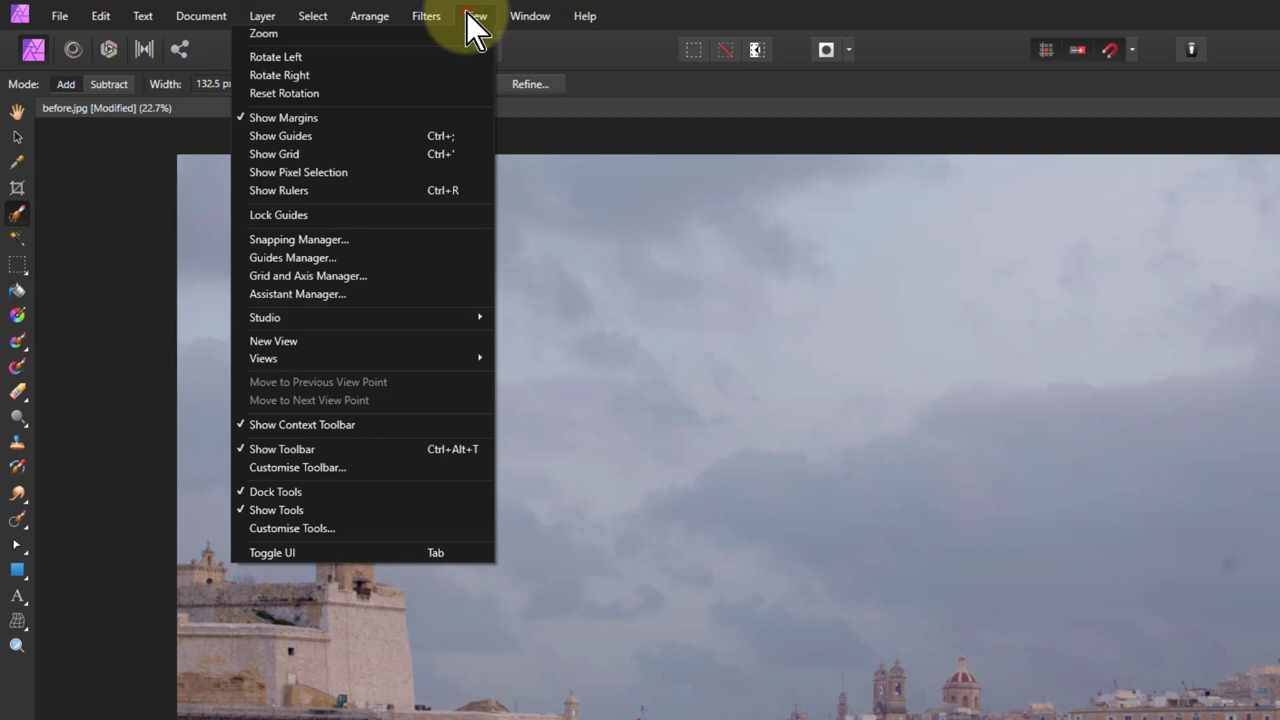 File Edit Text Document Layer Select Arrange Filters Window Help
Mode: Add Subtract Width: 132.5 Refine...
before.jpg [Modified] (22.7%)
Zoom
Rotate Left
Rotate Right
Reset Rotation
Show Margins
Show Guides Ctrl+;
Show Grid Ctrl+'
Show Pixel Selection
Show Rulers Ctrl+R
Lock Guides
Snapping Manager...
Guides Manager...
Grid and Axis Manager...
Assistant Manager...
Studio
New View
Views
Move to Previous View Point
Move to Next View Point
Show Context Toolbar
Show Toolbar Ctrl+Alt+T
Customise Toolbar...
Dock Tools
Show Tools
Customise Tools...
Toggle UI Tab